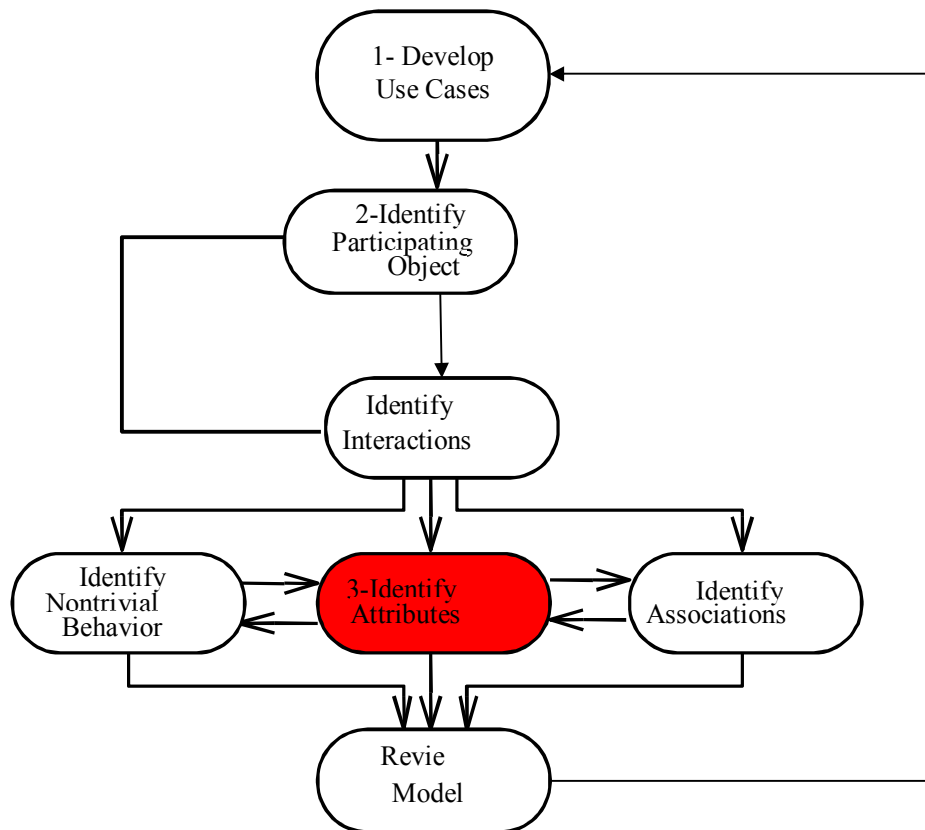 1- Develop
Use Cases
2-Identify
Participating
Object
Identify
Interactions
Identify
Nontrivial
Behavior
3-Identify
Attributes
Identify
Associations
Revie
Model